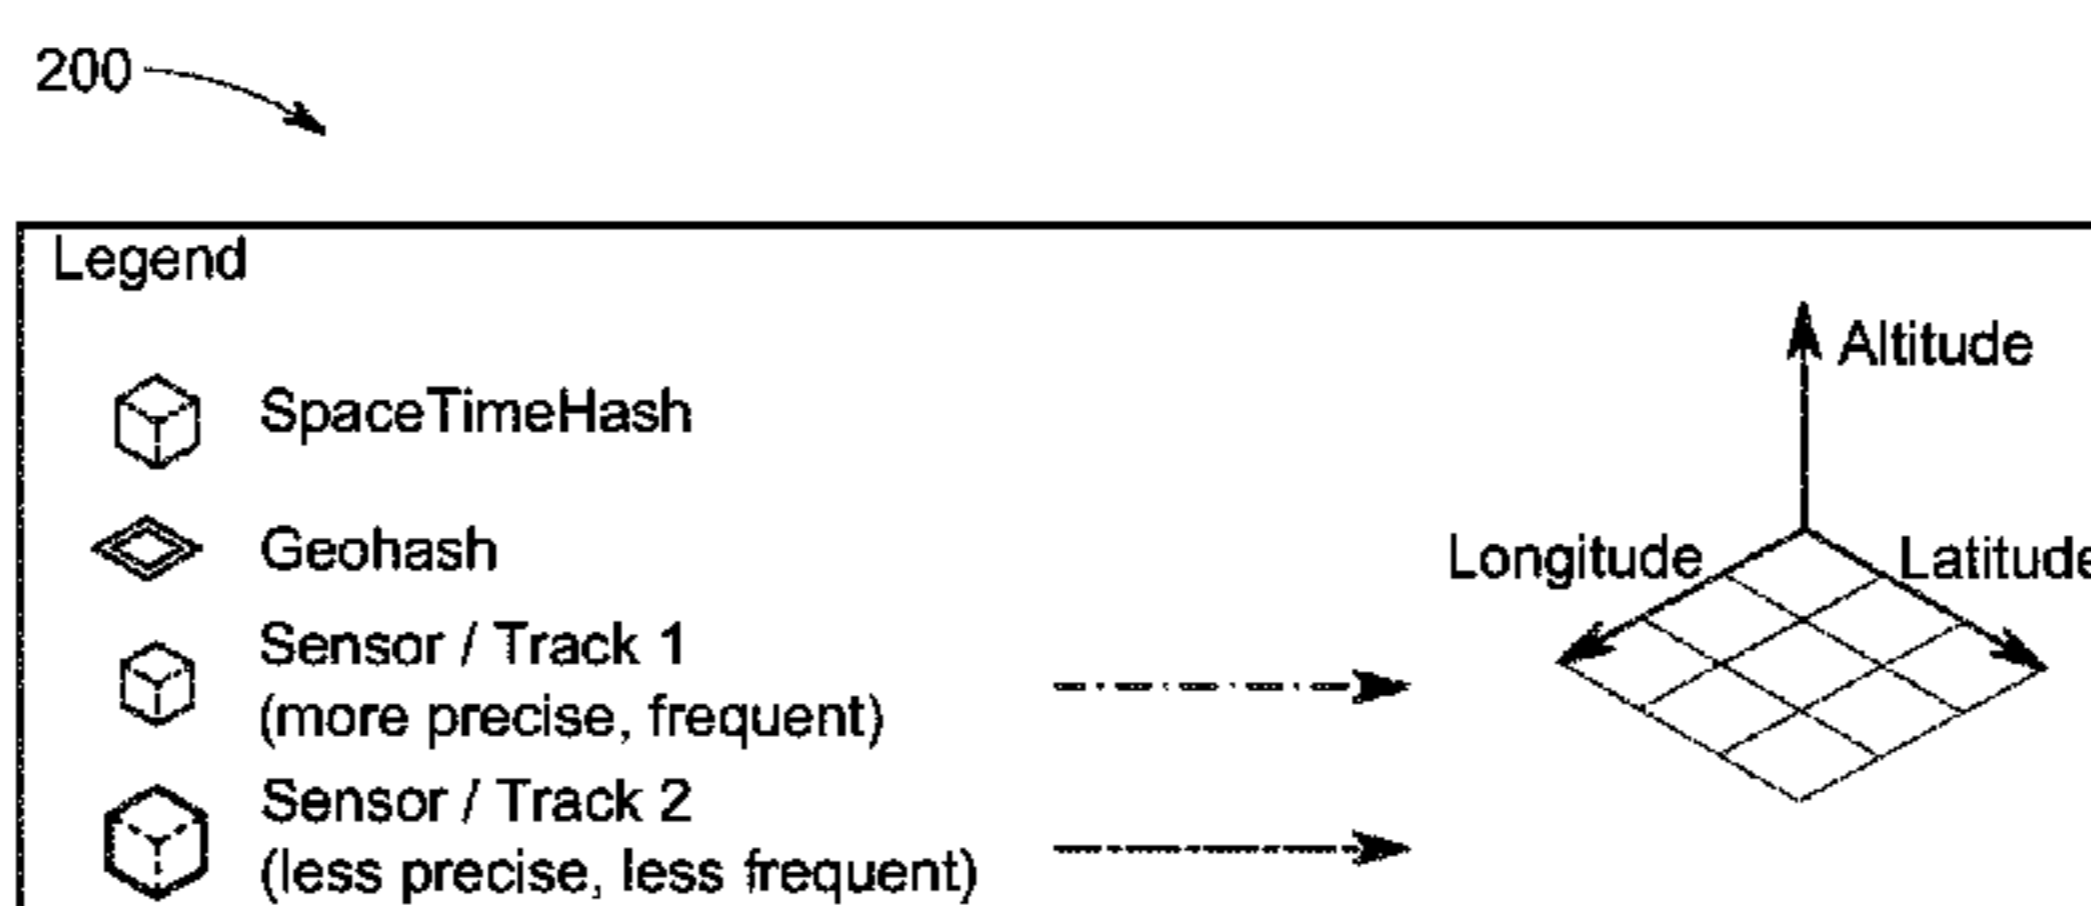 200
Legend
SpaceTimeHash
Geohash
Sensor / Track 1
(more precise, frequent)
Sensor / Track 2
(less precise, less frequent)
Altitude
Longitude
Latitude